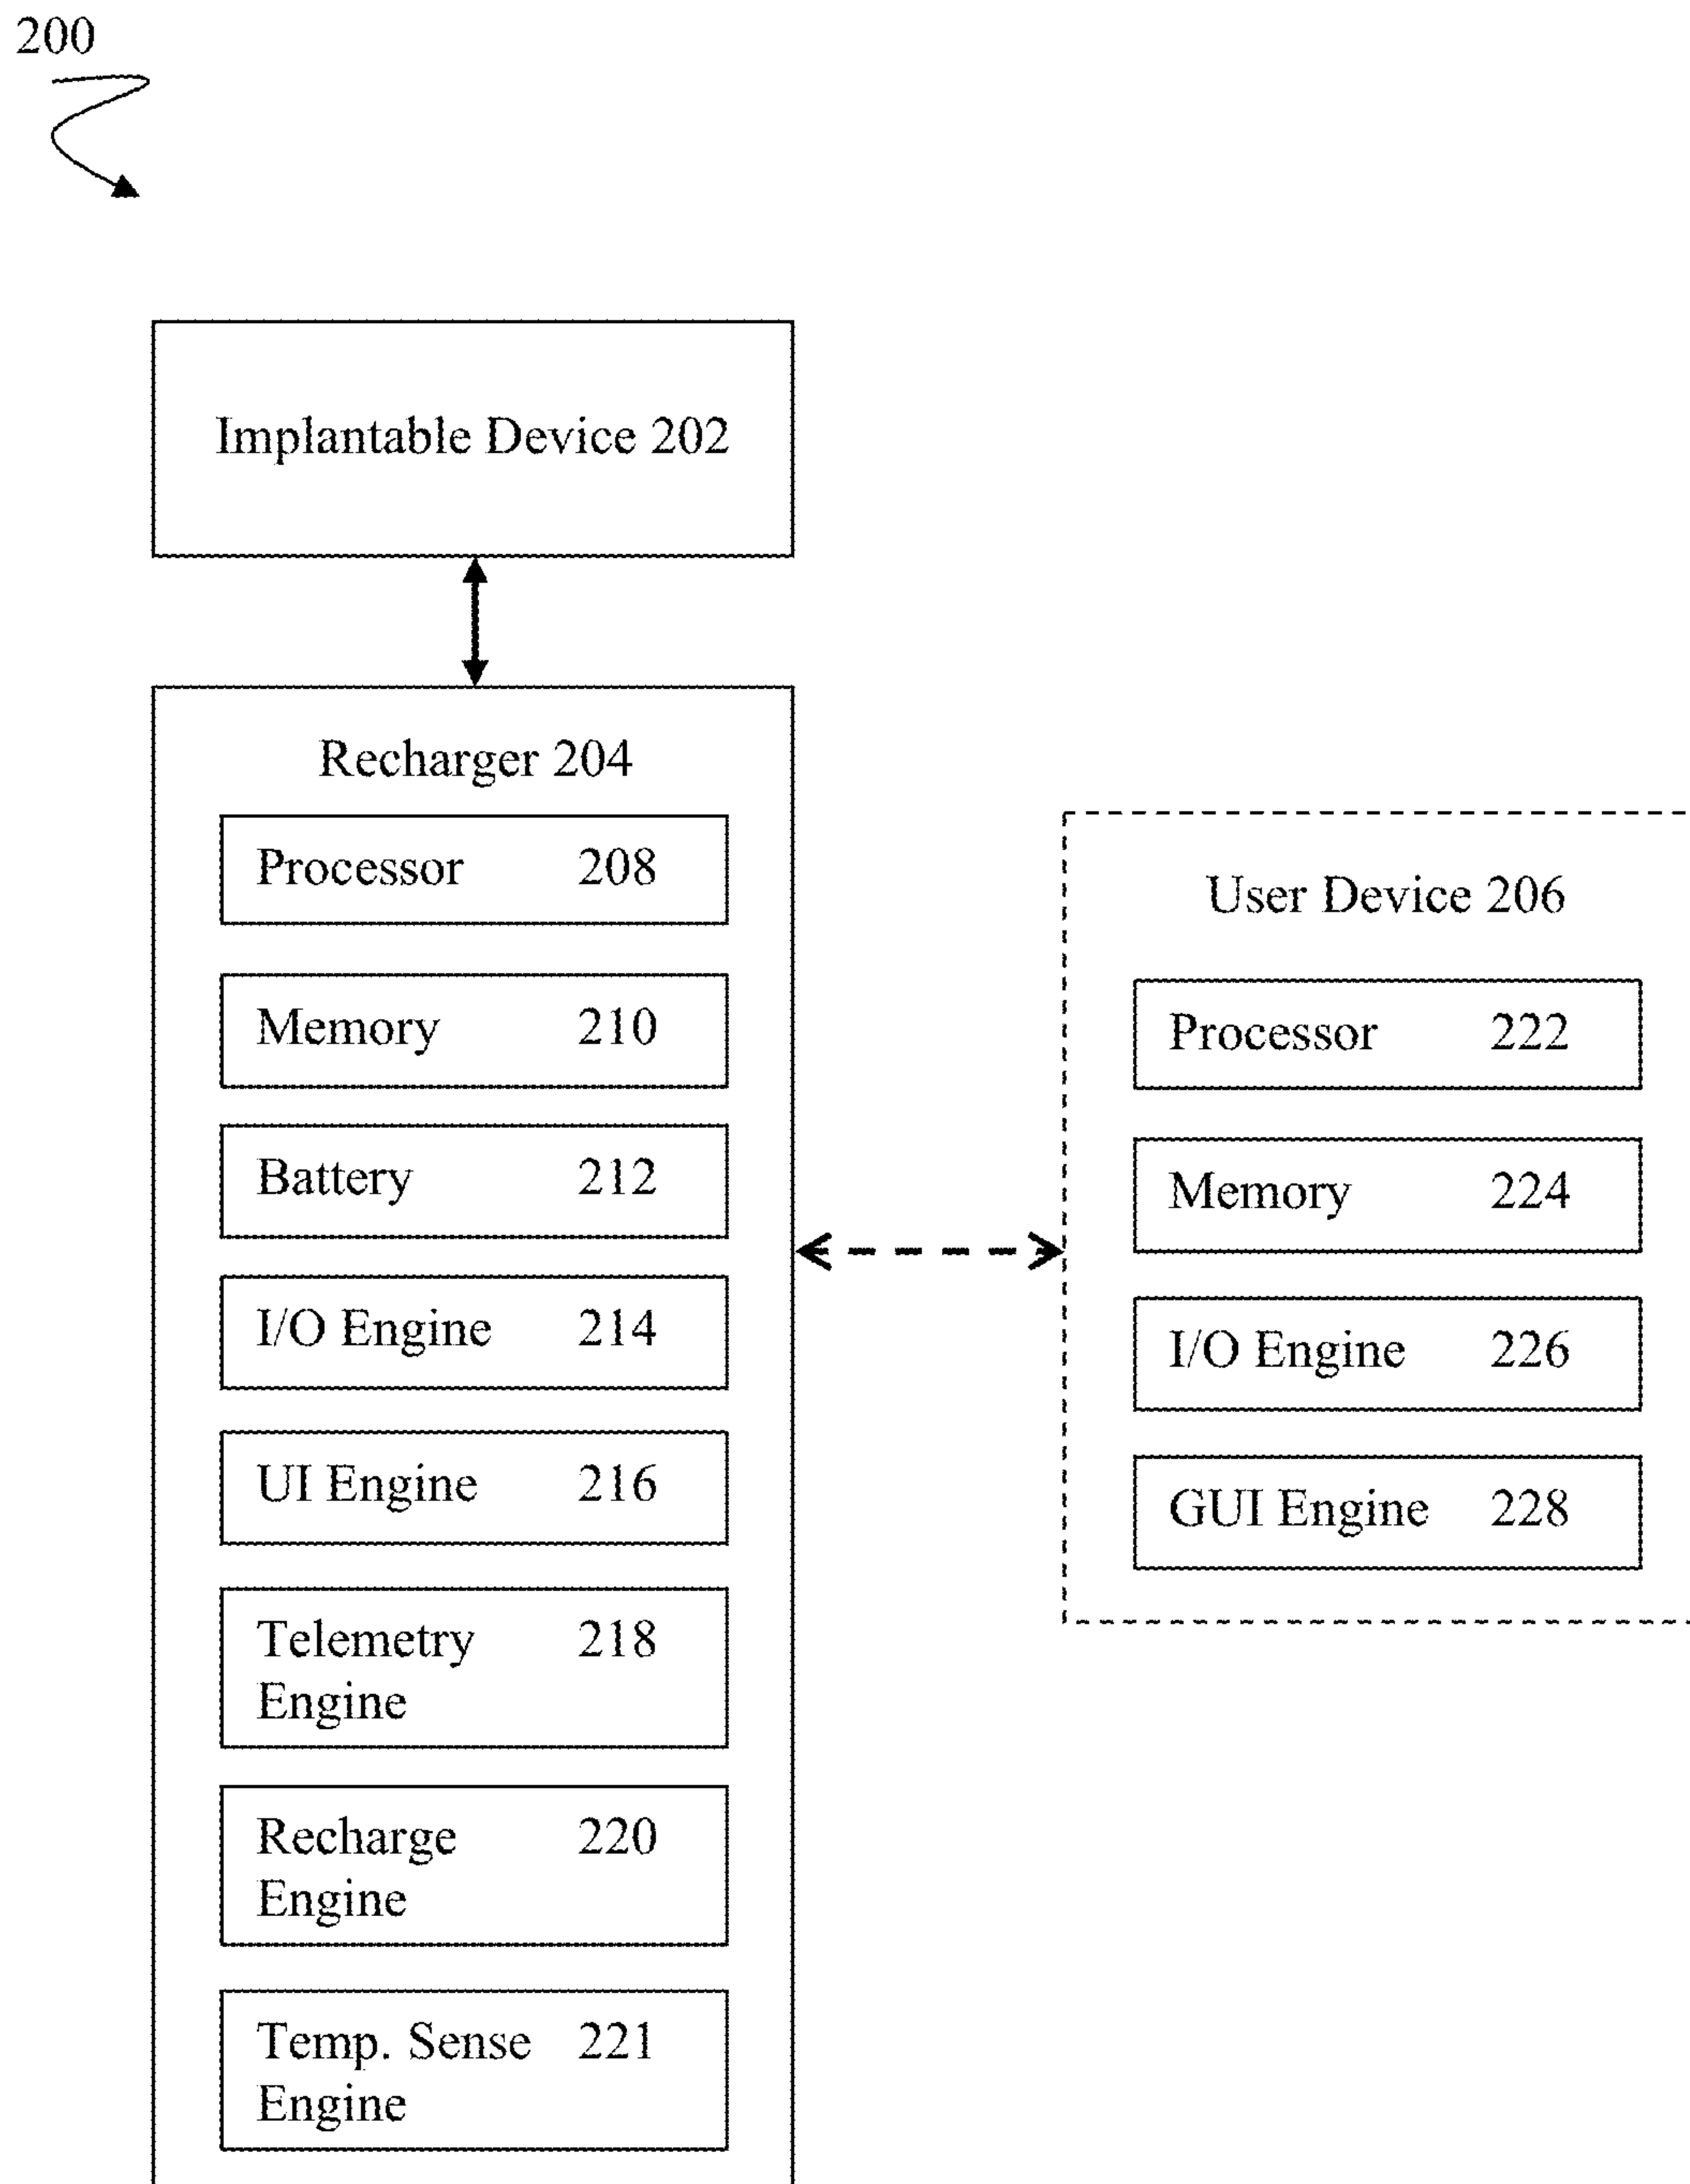 200
Implantable Device 202
Recharger 204
Processor 208
Memory 210
Battery 212
I/O Engine 214
UI Engine 216
Telemetry 218
Engine
Recharge 220
Engine
Temp. Sense 221
Engine
User Device 206
Processor 222
Memory 224
I/O Engine 226
GUI Engine 228